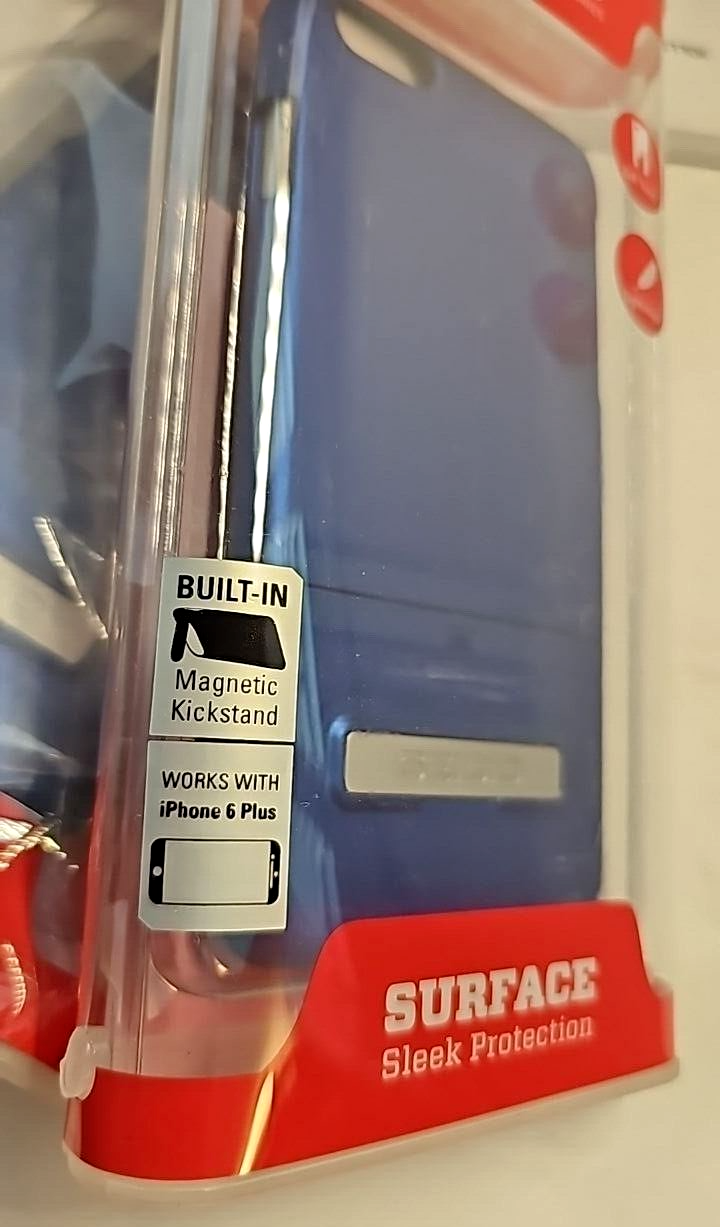 BUILT-IN
Magnetic
Kickstand
WORKS WITH
iPhone 6 Plus
SURFACE
Sleek Protection